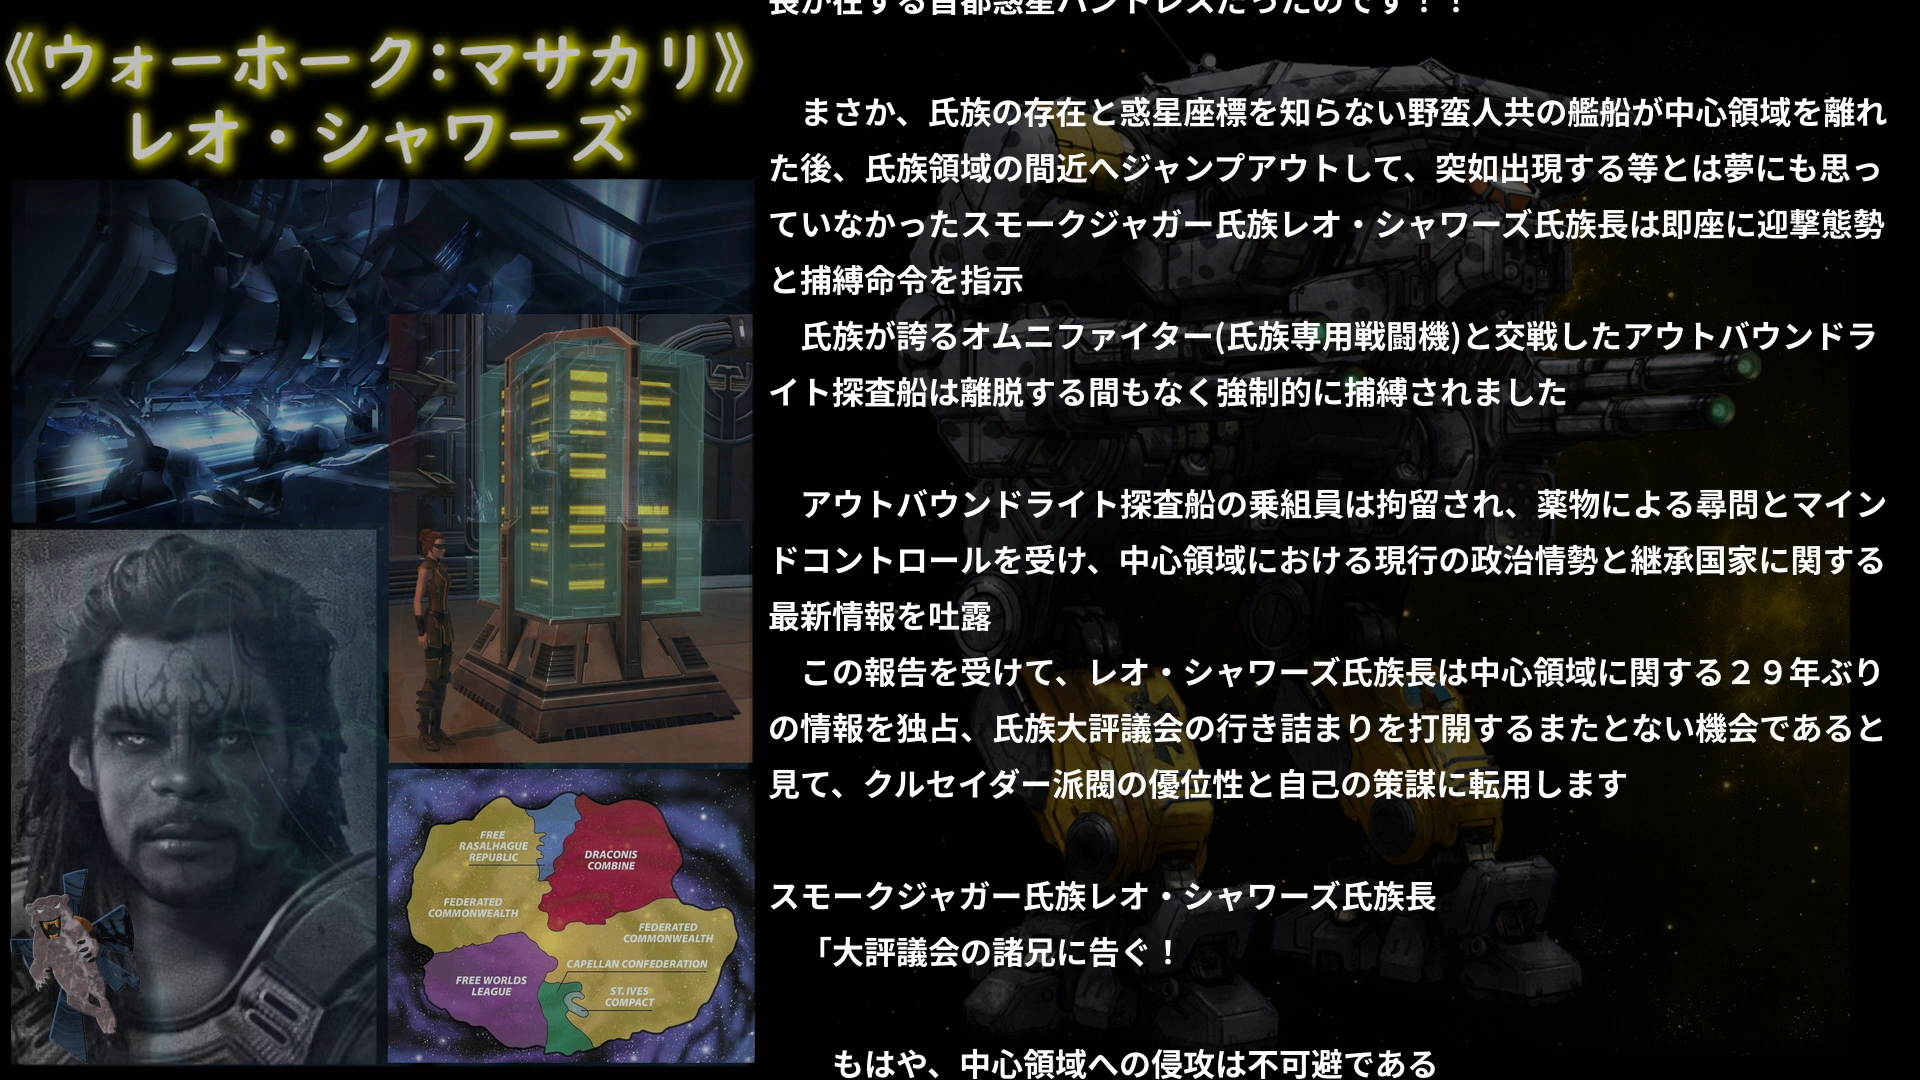 《ウォーホーク:マサカリ》
レオ・シャワーズ
長が在する首都惑星ハントレスだったのです！！
まさか、氏族の存在と惑星座標を知らない野蛮人共の艦船が中心領域を離れ
た後、氏族領域の間近へジャンプアウトして、突如出現する等とは夢にも思っ
ていなかったスモークジャガー氏族レオ・シャワーズ氏族長は即座に迎撃態勢
と捕縛命令を指示
氏族が誇るオムニファイター(氏族専用戦闘機)と交戦したアウトバウンドラ
イト探査船は離脱する間もなく強制的に捕縛されました
アウトバウンドライト探査船の乗組員は拘留され、薬物による尋問とマイン
ドコントロールを受け、中心領域における現行の政治情勢と継承国家に関する
最新情報を吐露
この報告を受けて、レオ・シャワーズ氏族長は中心領域に関する２９年ぶり
の情報を独占、氏族大評議会の行き詰まりを打開するまたとない機会であると
見て、クルセイダー派閥の優位性と自己の策謀に転用します
スモークジャガー氏族レオ・シャワーズ氏族長
「大評議会の諸兄に告ぐ！
もはや、中心領域への侵攻は不可避である
FREE
RASALHAGUE
REPUBLIC
DRACONIS
COMBINE
FEDERATED
COMMONWEALTH
FEDERATED
COMMONWEALTH
CAPELLAN CONFEDERATION
FREE WORLDS
LEAGUE
ST. IVES
COMPACT